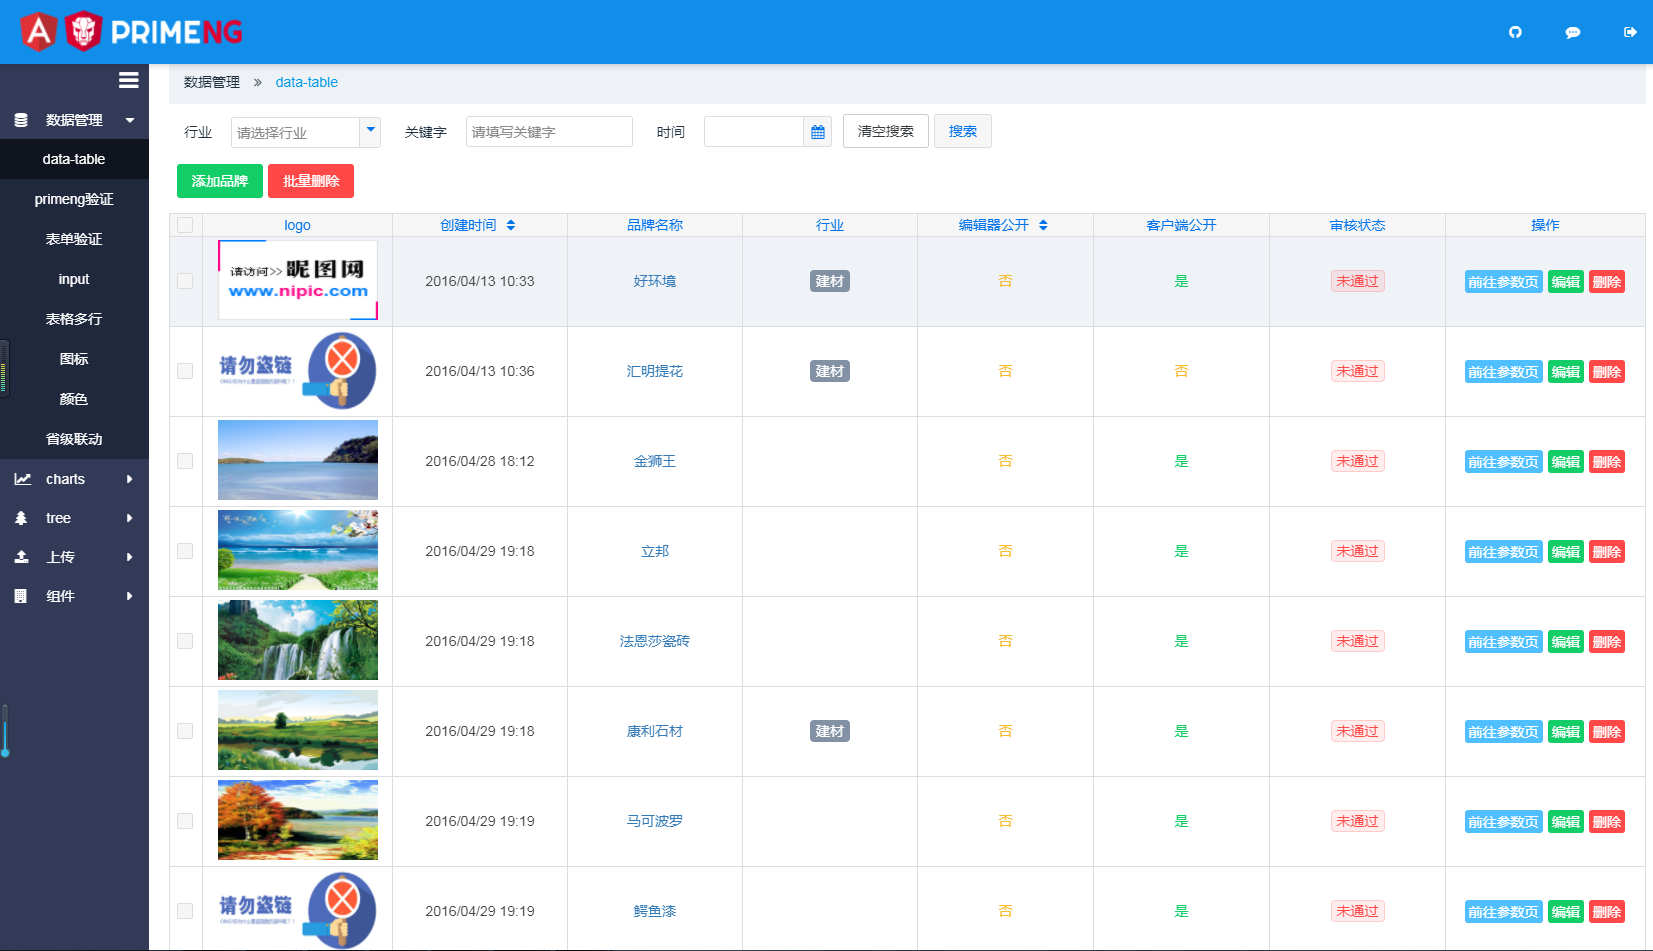 PRIMENG
数据管理 » data-table
数据管理
data-table
primeng验证
表单验证
input
表格多行
图标
颜色
省级联动
charts
tree
上传
组件
行业 请选择行业 关键字 请填写关键字 时间 清空搜索 搜索
添加品牌 批量删除
logo 创建时间 品牌名称 行业 编辑器公开 客户端公开 审核状态 操作
请访问>> 昵图网
www.nipic.com
2016/04/13 10:33 好环境 建材 否 是 未通过 前往参数页 编辑 删除
请勿盗链
2016/04/13 10:36 汇明提花 建材 否 否 未通过 前往参数页 编辑 删除
2016/04/28 18:12 金狮王 否 是 未通过 前往参数页 编辑 删除
2016/04/29 19:18 立邦 否 是 未通过 前往参数页 编辑 删除
2016/04/29 19:18 法恩莎瓷砖 否 是 未通过 前往参数页 编辑 删除
2016/04/29 19:18 康利石材 建材 否 是 未通过 前往参数页 编辑 删除
2016/04/29 19:19 马可波罗 否 是 未通过 前往参数页 编辑 删除
请勿盗链
2016/04/29 19:19 鳄鱼漆 否 是 未通过 前往参数页 编辑 删除